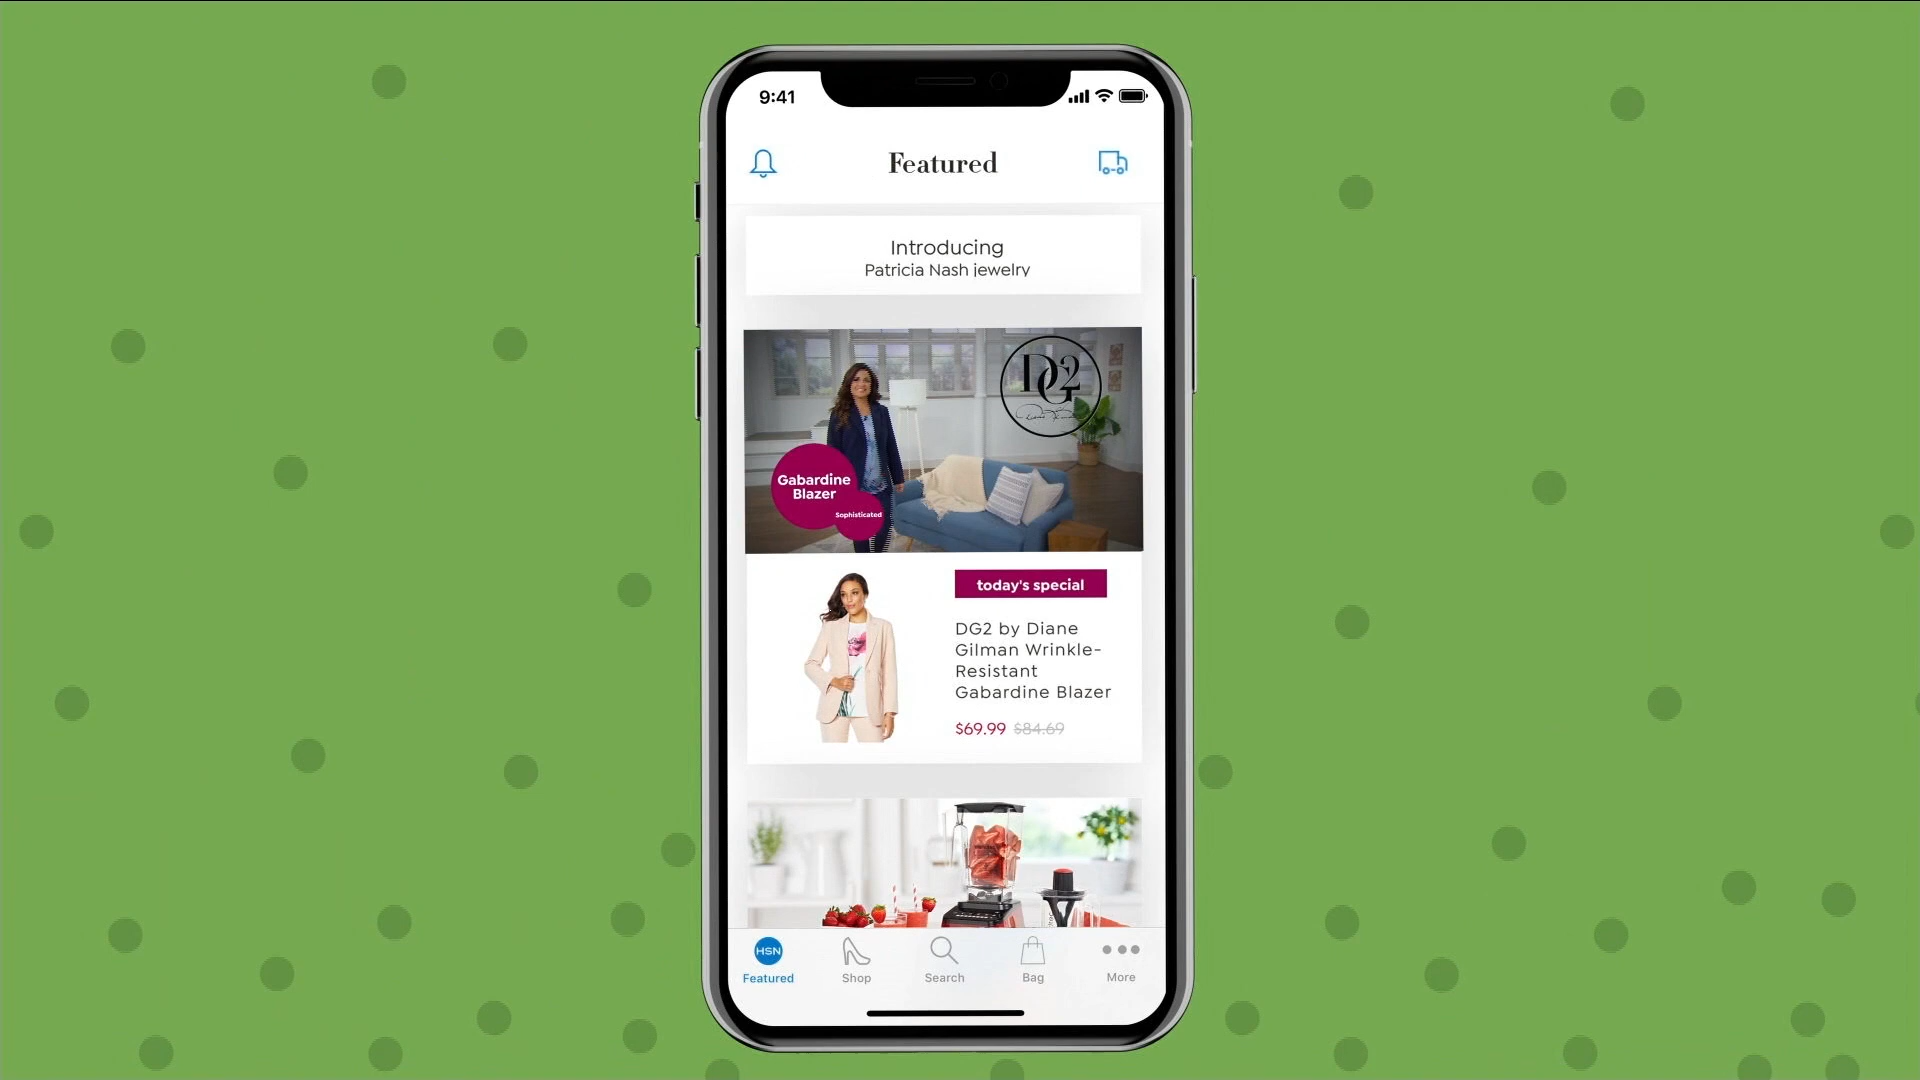 9:41
Featured
Introducing
Patricia Nash jewelry
DG2
Gabardine
Blazer
Sophisticated
today's special
DG2 by Diane
Gilman Wrinkle-
Resistant
Gabardine Blazer
$69.99 $84.69
HSN
Featured
Shop
Search
Bag
More